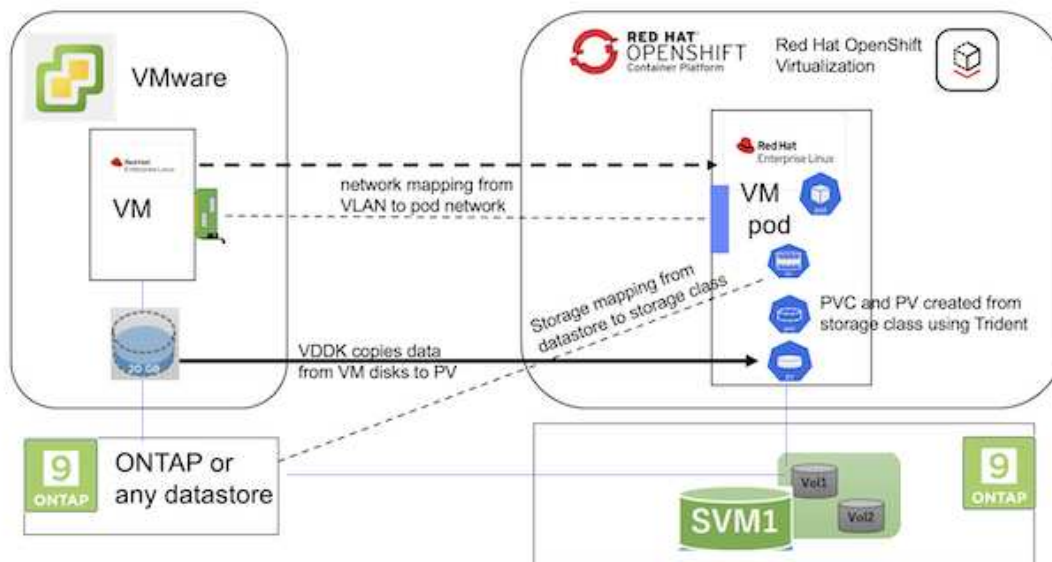 VMware
RED HAT
OPENSHIFT
Container Platform
Red Hat OpenShift
Virtualization
RedHat
Enterprise Linux
VM
network mapping from
VLAN to pod network
Red Hat
Enterprise Linux
VM
pod
Storage mapping from
datastore to storage class
PVC and PV created from
storage class using Trident
20 GB
VDDK copies data
from VM disks to PV
9
ONTAP
ONTAP or
any datastore
SVM1
Vol1
Vol2
9
ONTAP